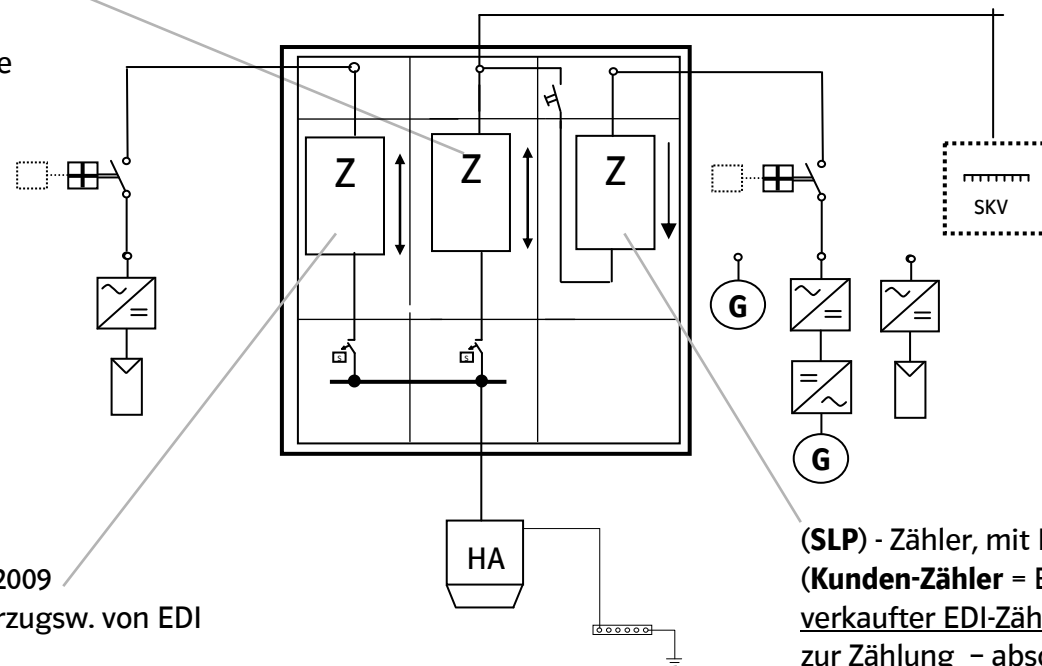 e
Z
Z
Z
SKV
G
S
S
G
HA
2009
rzugsw. von EDI
(SLP) - Zähler, mit
(Kunden-Zähler =
verkaufter EDI-Zäh
zur Zählung – abs